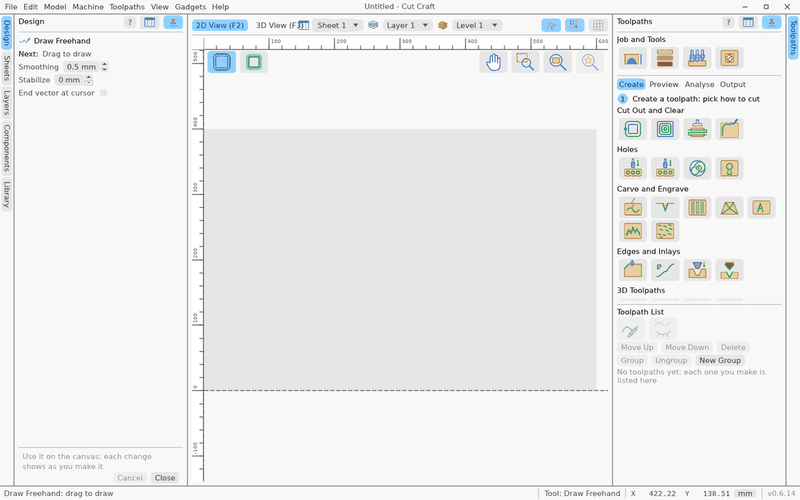 File Edit Model Machine Toolpaths View Gadgets Help
Untitled - Cut Craft
Design
Sheets
Layers
Components
Library
Design
?
Draw Freehand
Next: Drag to draw
Smoothing 0.5 mm
Stabilize 0 mm
End vector at cursor
Use it on the canvas: each change
shows as you make it
Cancel Close
2D View (F2) 3D View (F3 Sheet 1 Layer 1 Level 1
100 200 300 400 500 600
500
400
300
200
100
0
-100
Toolpaths
?
Toolpaths
Job and Tools
Create Preview Analyse Output
1 Create a toolpath: pick how to cut
Cut Out and Clear
Holes
Carve and Engrave
A
Edges and Inlays
3D Toolpaths
Toolpath List
Move Up Move Down Delete
Group Ungroup New Group
No toolpaths yet: each one you make is
listed here
Draw Freehand: drag to draw
Tool: Draw Freehand X 422.22 Y 138.51 mm v0.6.14